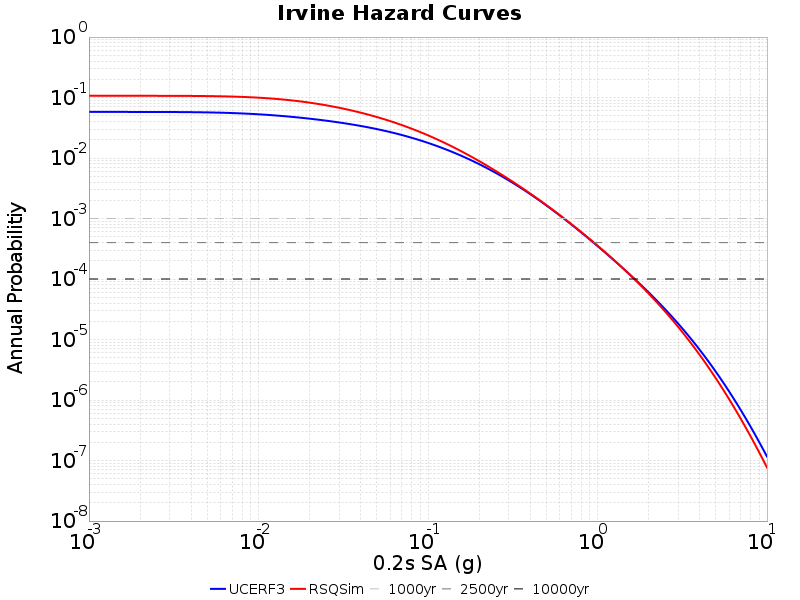 Irvine Hazard Curves
10^0
10^-1
10^-2
10^-3
10^-4
10^-5
10^-6
10^-7
10^-8
Annual Probabilitiy
10^-3 10^-2 10^-1 10^0 10^1
0.2s SA (g)
UCERF3 RSQSim 1000yr 2500yr 10000yr